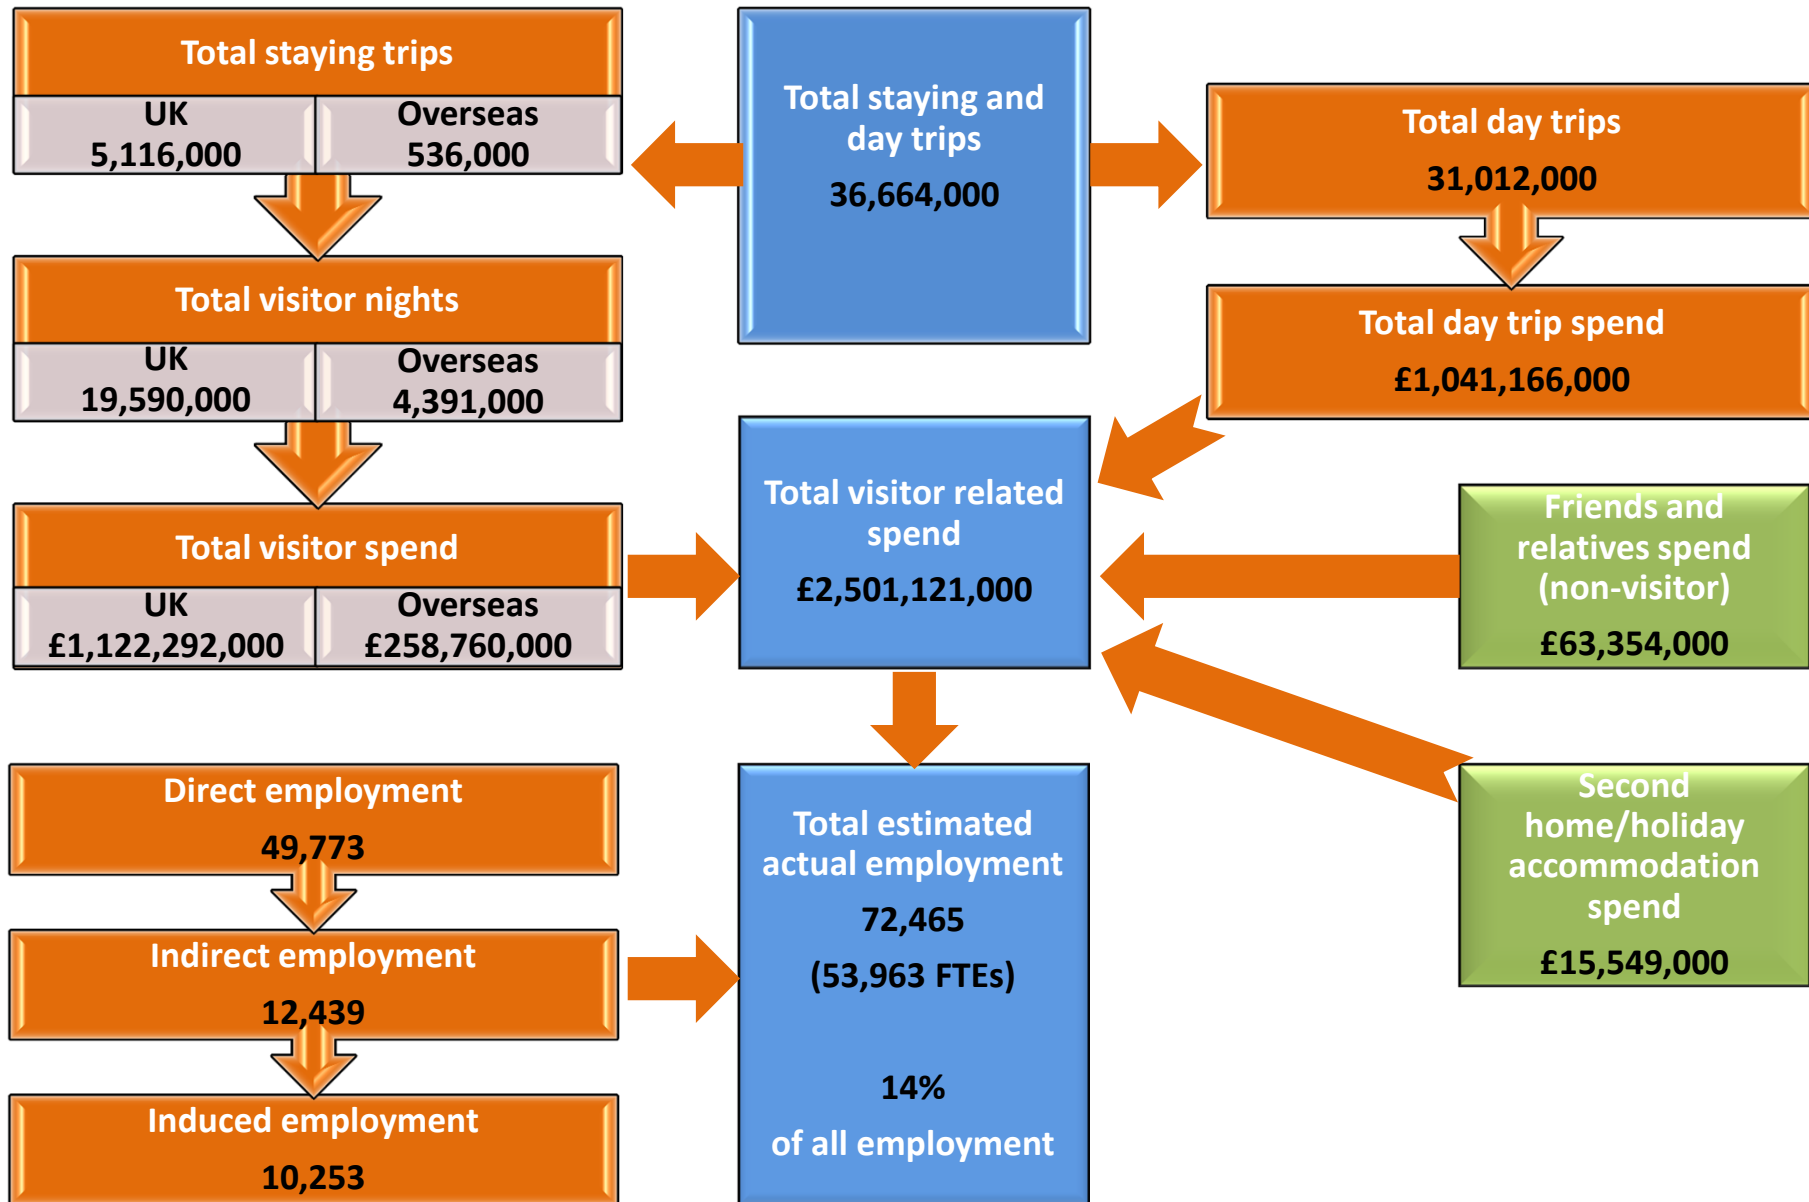 Total staying trips
UK
5,116,000
Overseas
536,000
Total visitor nights
UK
19,590,000
Overseas
4,391,000
Total visitor spend
UK
£1,122,292,000
Overseas
£258,760,000
Direct employment
49,773
Indirect employment
12,439
Induced employment
10,253
Total staying and
day trips
36,664,000
Total visitor related
spend
£2,501,121,000
Total estimated
actual employment
72,465
(53,963 FTEs)
14%
of all employment
Total day trips
31,012,000
Total day trip spend
£1,041,166,000
Friends and
relatives spend
(non-visitor)
£63,354,000
Second
home/holiday
accommodation
spend
£15,549,000